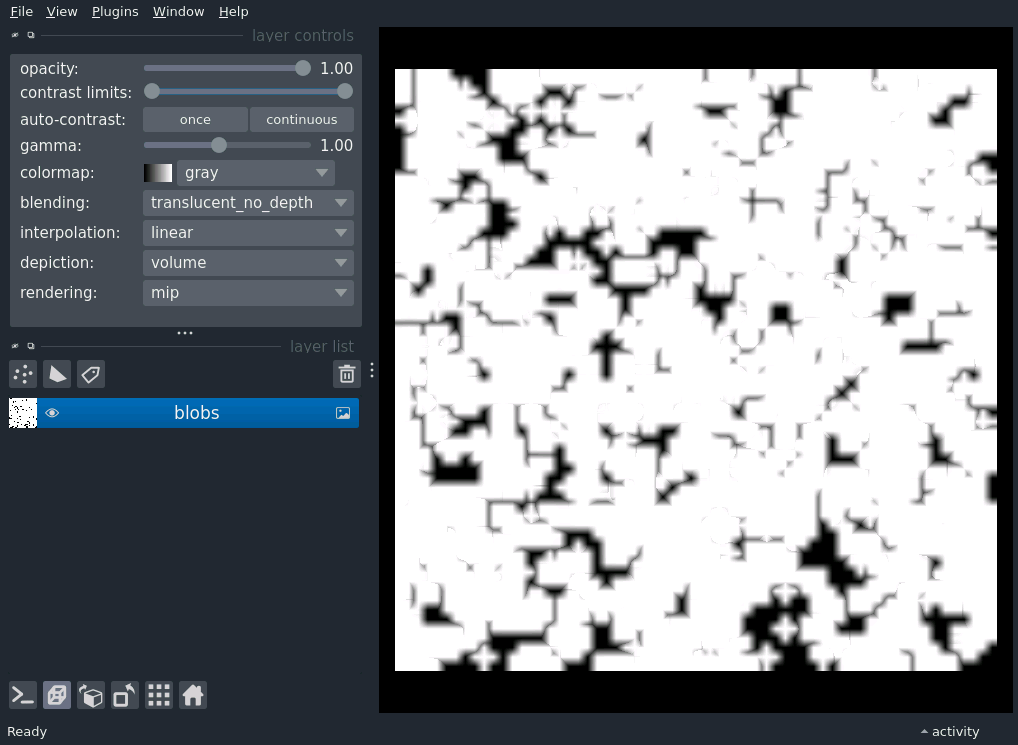 File View Plugins Window Help
layer controls
opacity: 1.00
contrast limits:
auto-contrast: once continuous
gamma: 1.00
colormap: gray
blending: translucent_no_depth
interpolation: linear
depiction: volume
rendering: mip
layer list
blobs
Ready activity